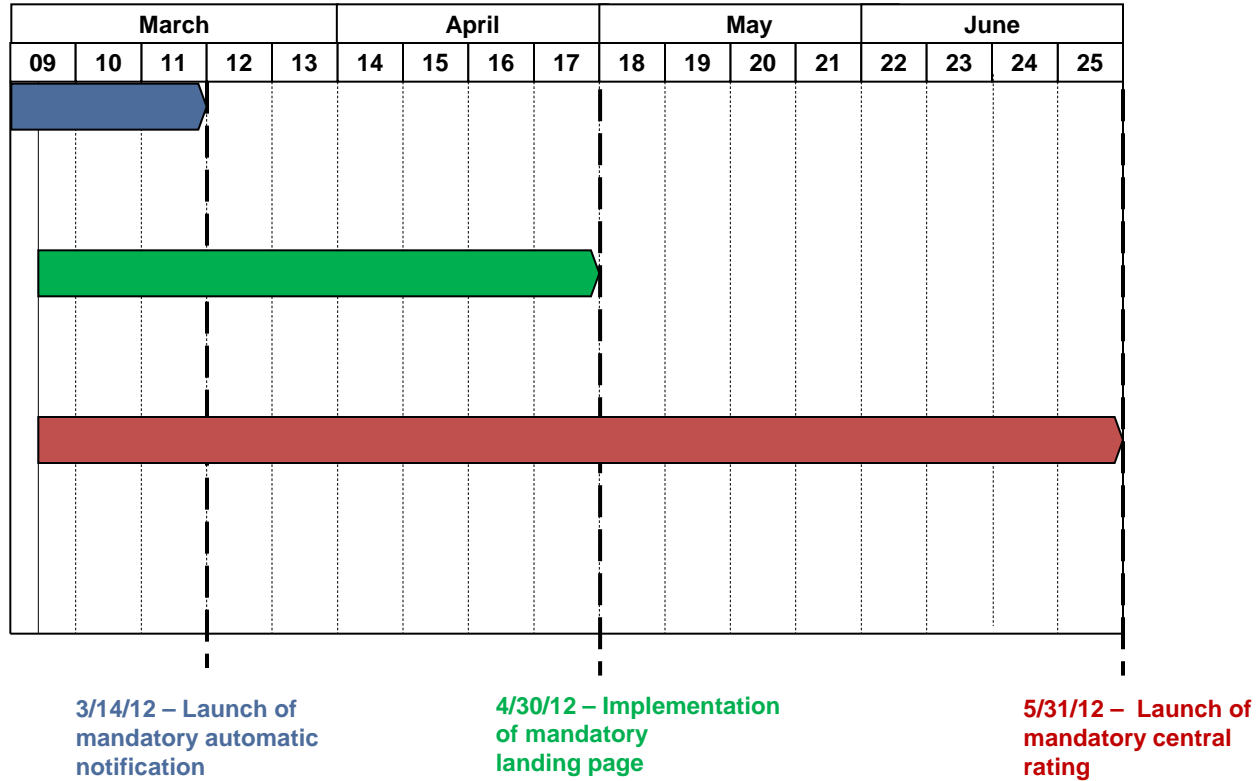 March April May June
09 10 11 12 13 14 15 16 17 18 19 20 21 22 23 24 25
3/14/12 – Launch of
mandatory automatic
notification
4/30/12 – Implementation
of mandatory
landing page
5/31/12 – Launch of
mandatory central
rating